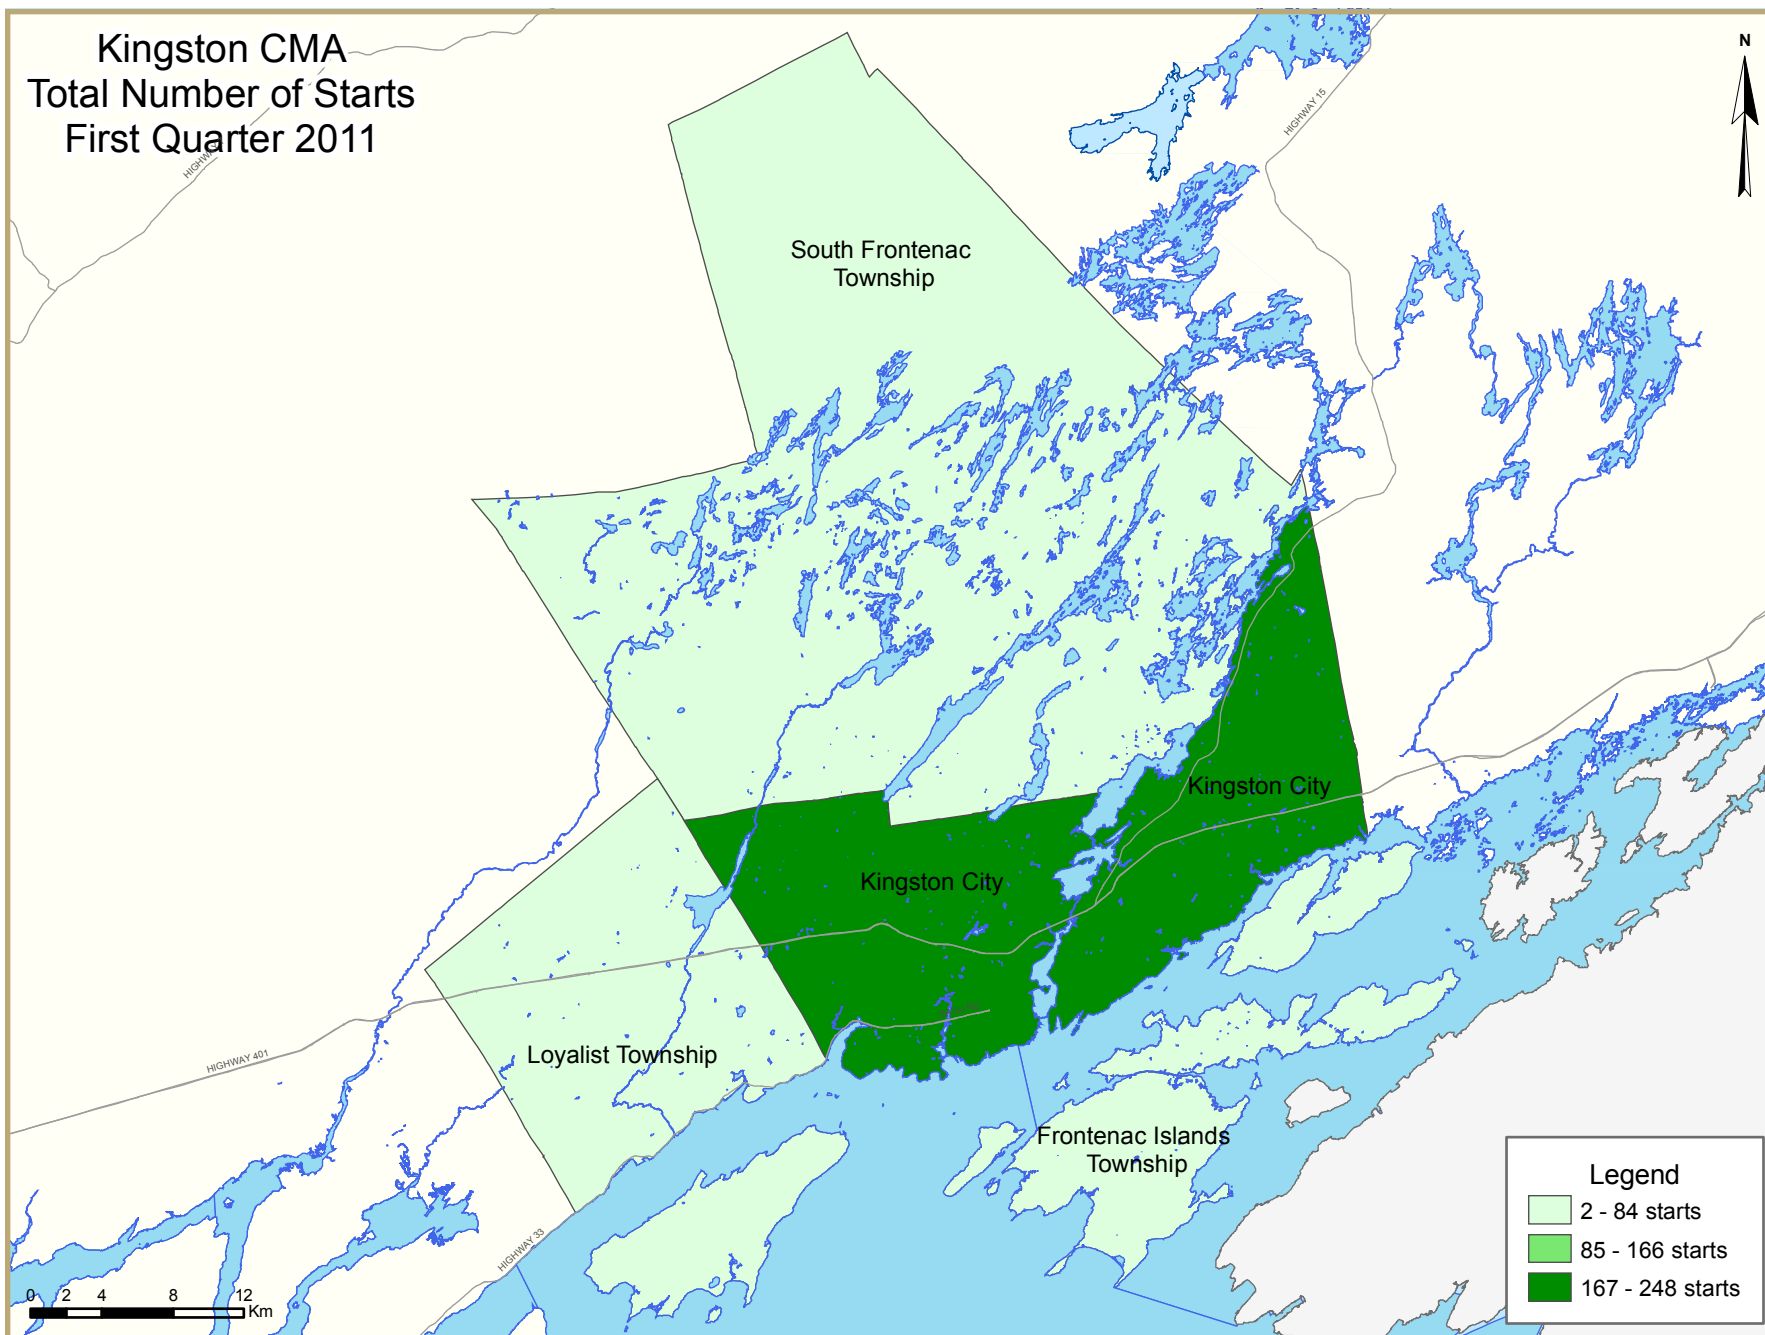 Kingston CMA
Total Number of Starts
First Quarter 2011
N
HIGHWAY 15
South Frontenac
Township
Kingston City
Kingston City
HIGHWAY 401
Loyalist Township
Frontenac Islands
Township
HIGHWAY 33
Legend
2 - 84 starts
85 - 166 starts
167 - 248 starts
0 2 4 8 12
Km